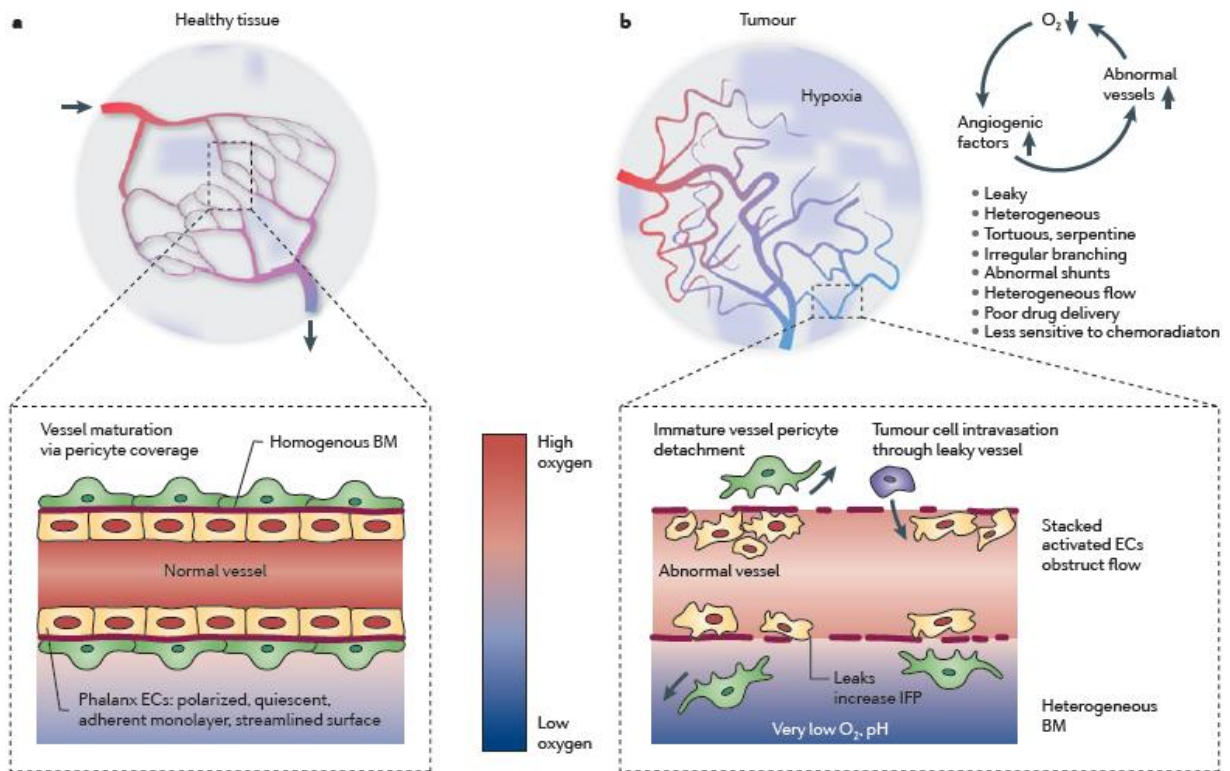 a
Healthy tissue
b
Tumour
Hypoxia
O2
Abnormal
vessels
Angiogenic
factors
• Leaky
• Heterogeneous
• Tortuous, serpentine
• Irregular branching
• Abnormal shunts
• Heterogeneous flow
• Poor drug delivery
• Less sensitive to chemoradiaton
Vessel maturation
via pericyte coverage
Homogenous BM
Normal vessel
Phalanx ECs: polarized, quiescent,
adherent monolayer, streamlined surface
High
oxygen
Low
oxygen
Immature vessel pericyte
detachment
Tumour cell intravasation
through leaky vessel
Abnormal vessel
Stacked
activated ECs
obstruct flow
Leaks
increase IFP
Very low O2, pH
Heterogeneous
BM